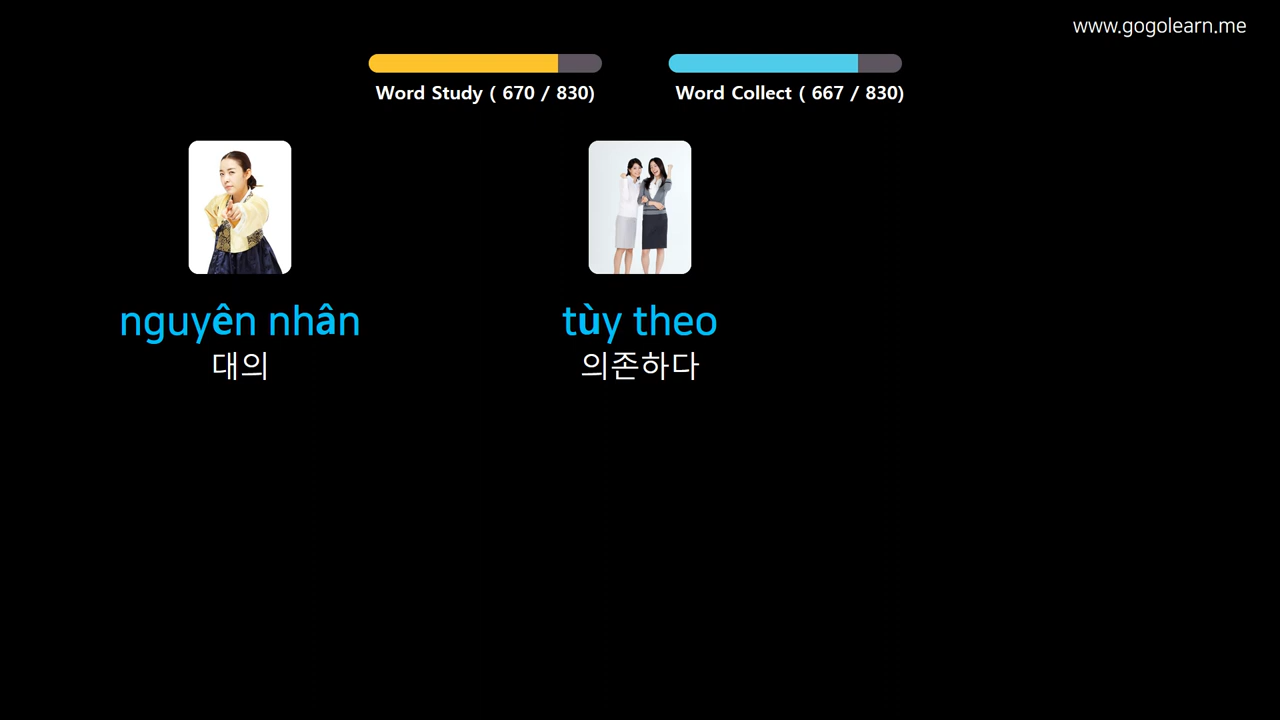 www.gogolearn.me
Word Study ( 670 / 830)
Word Collect ( 667 / 830)
nguyên nhân
대의
tùy theo
의존하다